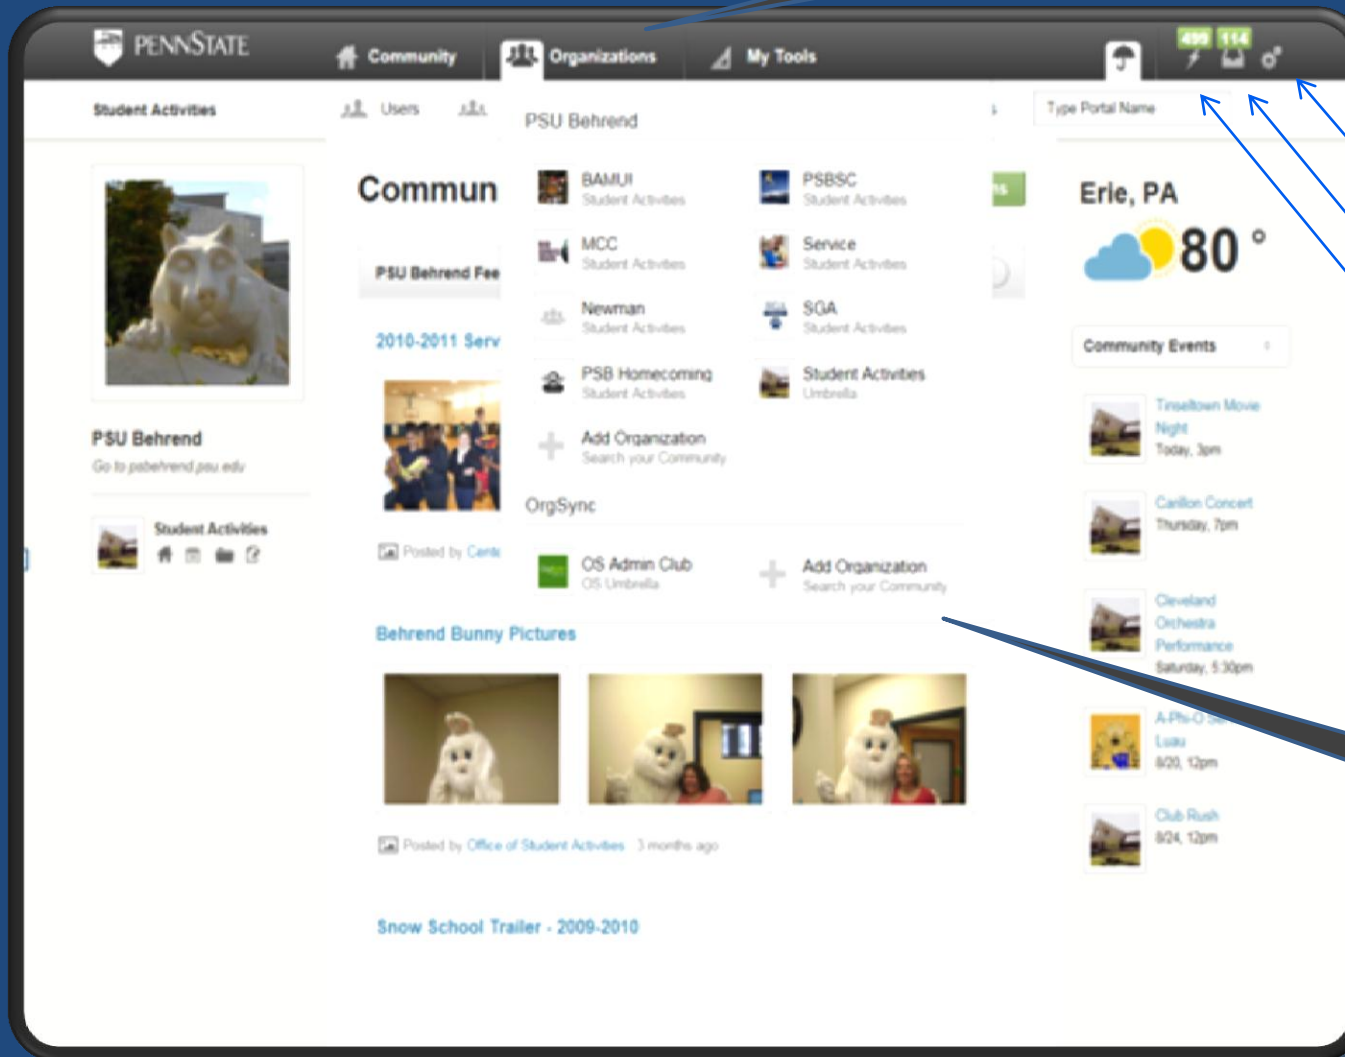 PENNSTATE
Community
Organizations
My Tools
499
114
Student Activities
Users
Type Portal Name
PSU Behrend
BAMUI
Student Activities
PSBSC
Student Activities
MCC
Student Activities
Service
Student Activities
Newman
Student Activities
SGA
Student Activities
PSB Homecoming
Student Activities
Student Activities
Umbrella
Add Organization
Search your Community
OrgSync
OS Admin Club
OS Umbrella
Add Organization
Search your Community
PSU Behrend
Go to psbehrend.psu.edu
Student Activities
Commun
PSU Behrend Fee
2010-2011 Serv
Posted by Cente
Behrend Bunny Pictures
Posted by Office of Student Activities 3 months ago
Snow School Trailer - 2009-2010
Erie, PA
80 °
Community Events
Tinseltown Movie
Night
Today, 3pm
Carillon Concert
Thursday, 7pm
Cleveland
Orchestra
Performance
Saturday, 5:30pm
A-Phi-O
Luau
8/20, 12pm
Club Rush
8/24, 12pm